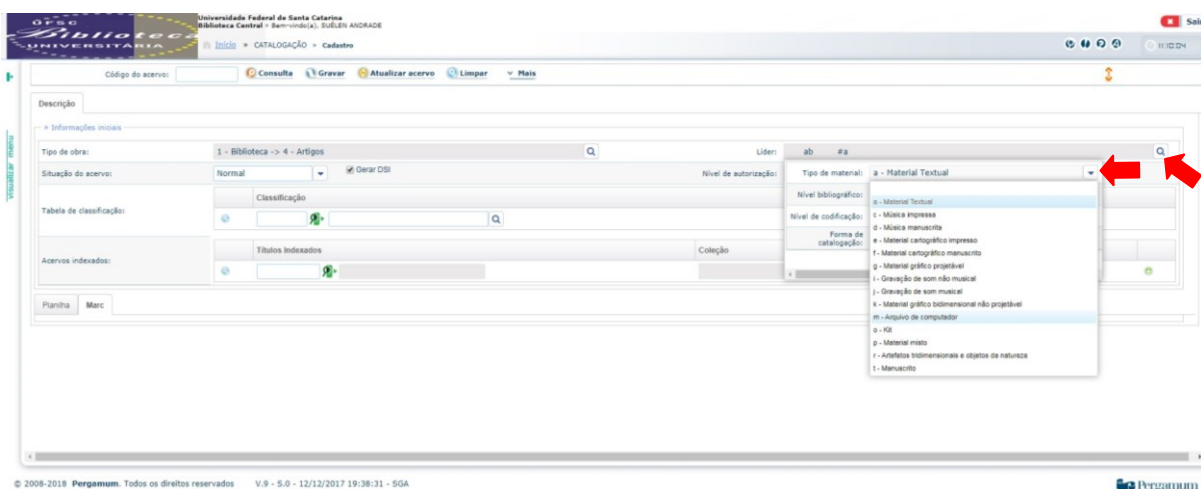 UFSC
Biblioteca
UNIVERSITÁRIA
Universidade Federal de Santa Catarina
Biblioteca Central - Bem-vindo(a), SUÉLEN ANDRADE
Início » CATALOGAÇÃO » Cadastro
Sair
11:10:04
visualizar menu
Código do acervo: Consulta Gravar Atualizar acervo Limpar Mais
Descrição
» Informações iniciais
Tipo de obra: 1 - Biblioteca -> 4 - Artigos Líder: ab #a
Situação do acervo: Normal Gerar DSI Nível de autorização:
Tipo de material: a - Material Textual
Nível bibliográfico:
Nível de codificação:
Forma de catalogação:
a - Material Textual
c - Música impressa
d - Música manuscrita
e - Material cartográfico impresso
f - Material cartográfico manuscrito
g - Material gráfico projetável
i - Gravação de som não musical
j - Gravação de som musical
k - Material gráfico bidimensional não projetável
m - Arquivo de computador
o - Kit
p - Material misto
r - Artefatos tridimensionais e objetos da natureza
t - Manuscrito
Classificação
Tabela de classificação:
Títulos Indexados Coleção
Acervos indexados:
Planilha Marc
© 2008-2018 Pergamum. Todos os direitos reservados V.9 - 5.0 - 12/12/2017 19:38:31 - SGA
Pergamum